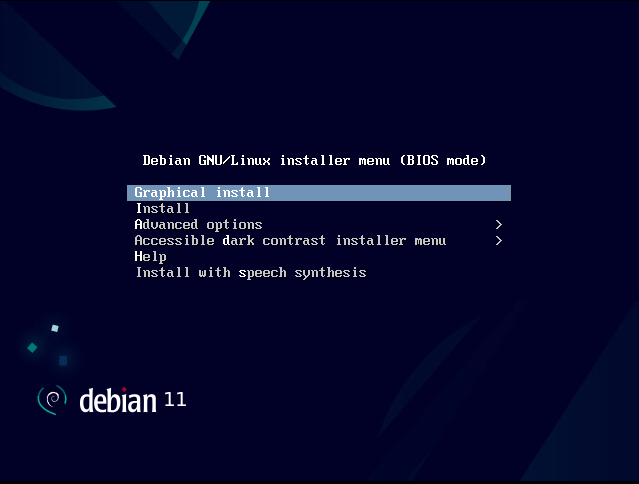 Debian GNU/Linux installer menu (BIOS mode)
Graphical install
Install
Advanced options >
Accessible dark contrast installer menu >
Help
Install with speech synthesis
debian 11